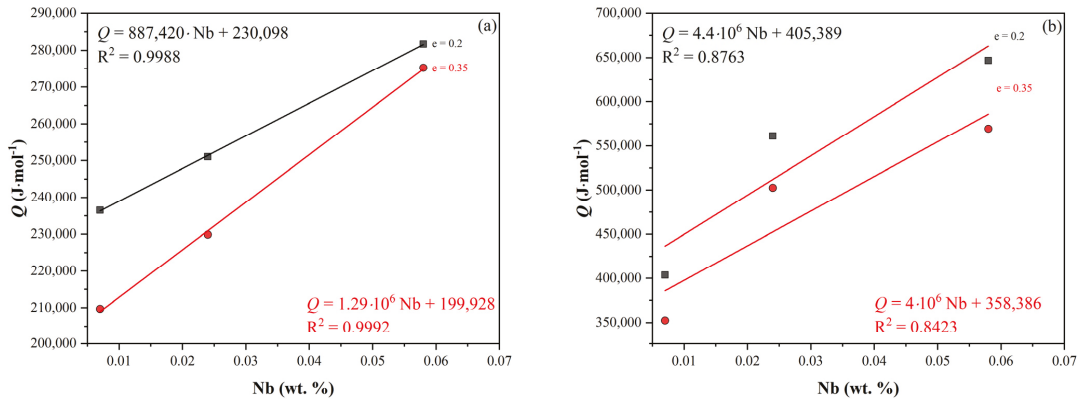 (a)
Q = 887,420· Nb + 230,098
R² = 0.9988
e = 0.2
e = 0.35
Q = 1.29·10⁶ Nb + 199,928
R² = 0.9992
290,000
280,000
270,000
260,000
250,000
240,000
230,000
220,000
210,000
200,000
Q (J·mol⁻¹)
0.01 0.02 0.03 0.04 0.05 0.06 0.07
Nb (wt. %)
(b)
Q = 4.4·10⁶ Nb + 405,389
R² = 0.8763
e = 0.2
e = 0.35
Q = 4·10⁶ Nb + 358,386
R² = 0.8423
700,000
650,000
600,000
550,000
500,000
450,000
400,000
350,000
Q (J·mol⁻¹)
0.01 0.02 0.03 0.04 0.05 0.06 0.07
Nb (wt. %)